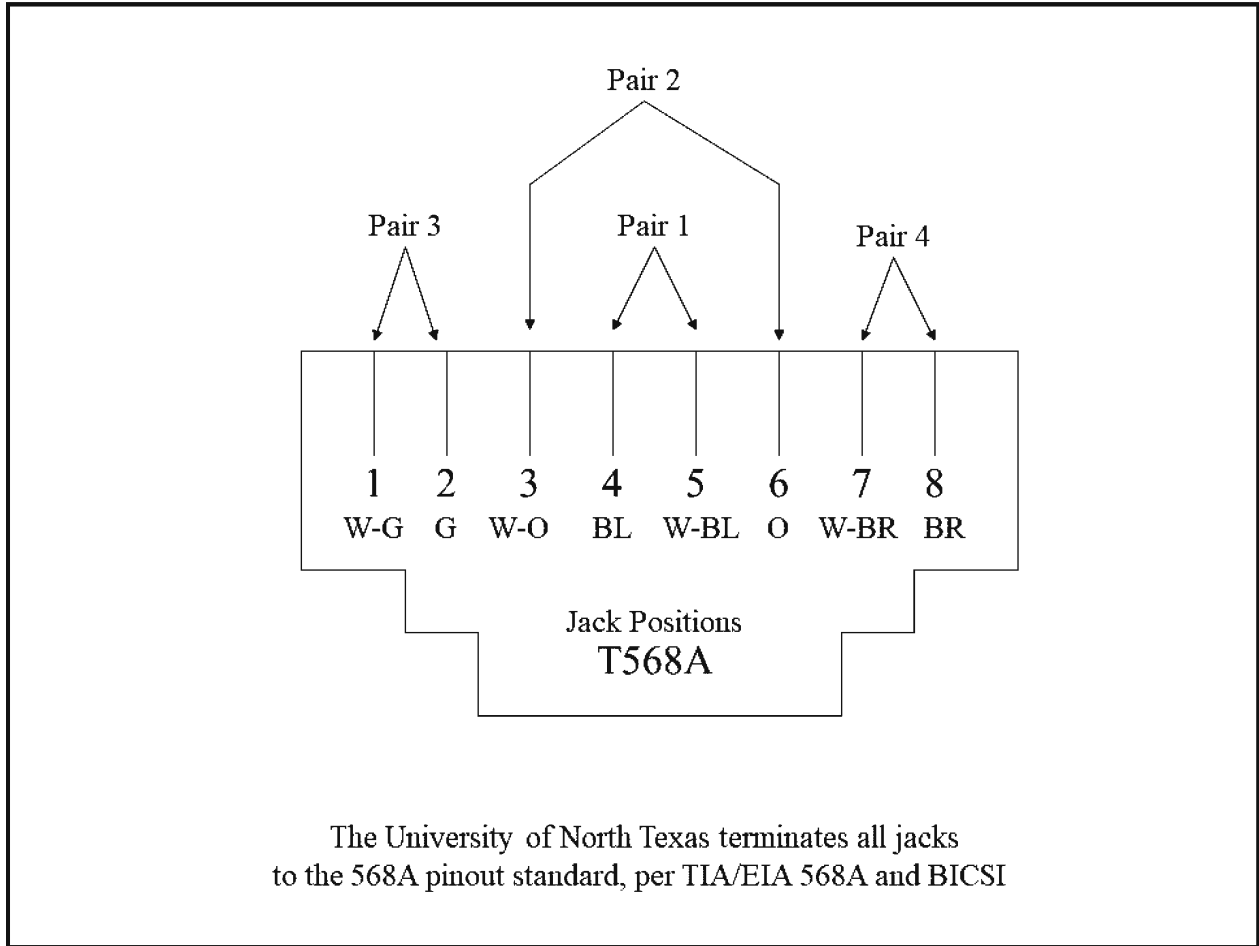 Pair 2
Pair 3
Pair 1
Pair 4
1 2 3 4 5 6 7 8
W-G G W-O BL W-BL O W-BR BR
Jack Positions
T568A
The University of North Texas terminates all jacks
to the 568A pinout standard, per TIA/EIA 568A and BICSI